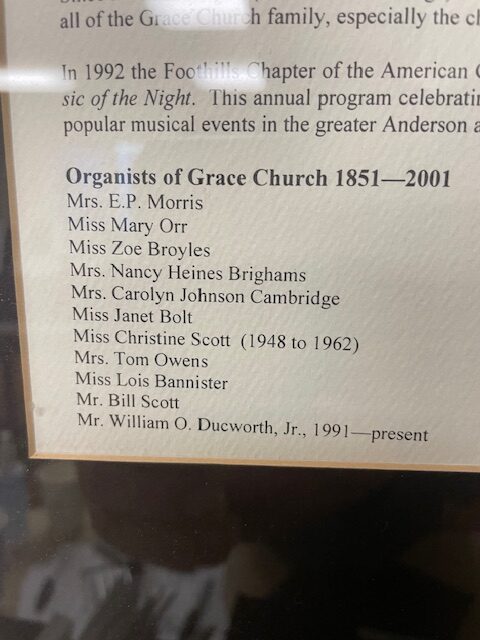 all of the Grace Church family, especially the
In 1992 the Foothills Chapter of the American
sic of the Night. This annual program
popular musical events in the greater Anderson
Organists of Grace Church 1851—2001
Mrs. E.P. Morris
Miss Mary Orr
Miss Zoe Broyles
Mrs. Nancy Heines Brighams
Mrs. Carolyn Johnson Cambridge
Miss Janet Bolt
Miss Christine Scott (1948 to 1962)
Mrs. Tom Owens
Miss Lois Bannister
Mr. Bill Scott
Mr. William O. Ducworth, Jr., 1991—present